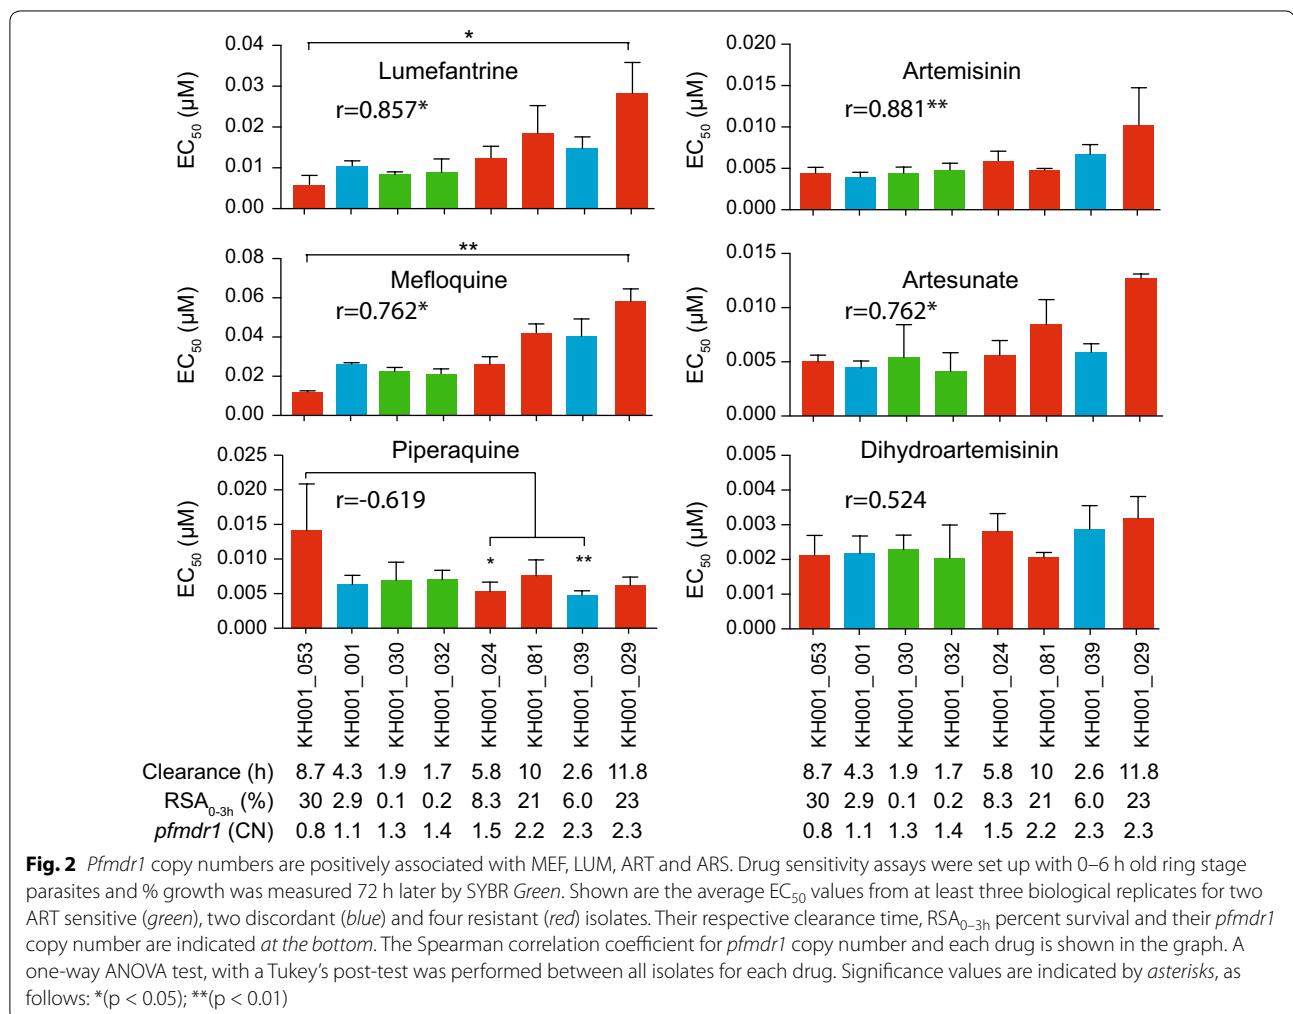 Lumefantrine
r=0.857*
*
EC50 (μM)
0.04
0.03
0.02
0.01
0.00
Artemisinin
r=0.881**
EC50 (μM)
0.020
0.015
0.010
0.005
0.000
Mefloquine
r=0.762*
**
EC50 (μM)
0.08
0.06
0.04
0.02
0.00
Artesunate
r=0.762*
EC50 (μM)
0.015
0.010
0.005
0.000
Piperaquine
r=-0.619
*
**
EC50 (μM)
0.025
0.020
0.015
0.010
0.005
0.000
Dihydroartemisinin
r=0.524
EC50 (μM)
0.005
0.004
0.003
0.002
0.001
0.000
KH001_053 KH001_001 KH001_030 KH001_032 KH001_024 KH001_081 KH001_039 KH001_029
KH001_053 KH001_001 KH001_030 KH001_032 KH001_024 KH001_081 KH001_039 KH001_029
Clearance (h) 8.7 4.3 1.9 1.7 5.8 10 2.6 11.8 8.7 4.3 1.9 1.7 5.8 10 2.6 11.8
RSA0-3h (%) 30 2.9 0.1 0.2 8.3 21 6.0 23 30 2.9 0.1 0.2 8.3 21 6.0 23
pfmdr1 (CN) 0.8 1.1 1.3 1.4 1.5 2.2 2.3 2.3 0.8 1.1 1.3 1.4 1.5 2.2 2.3 2.3
Fig. 2 Pfmdr1 copy numbers are positively associated with MEF, LUM, ART and ARS. Drug sensitivity assays were set up with 0–6 h old ring stage
parasites and % growth was measured 72 h later by SYBR Green. Shown are the average EC50 values from at least three biological replicates for two
ART sensitive (green), two discordant (blue) and four resistant (red) isolates. Their respective clearance time, RSA0–3h percent survival and their pfmdr1
copy number are indicated at the bottom. The Spearman correlation coefficient for pfmdr1 copy number and each drug is shown in the graph. A
one-way ANOVA test, with a Tukey's post-test was performed between all isolates for each drug. Significance values are indicated by asterisks, as
follows: *(p < 0.05); **(p < 0.01)